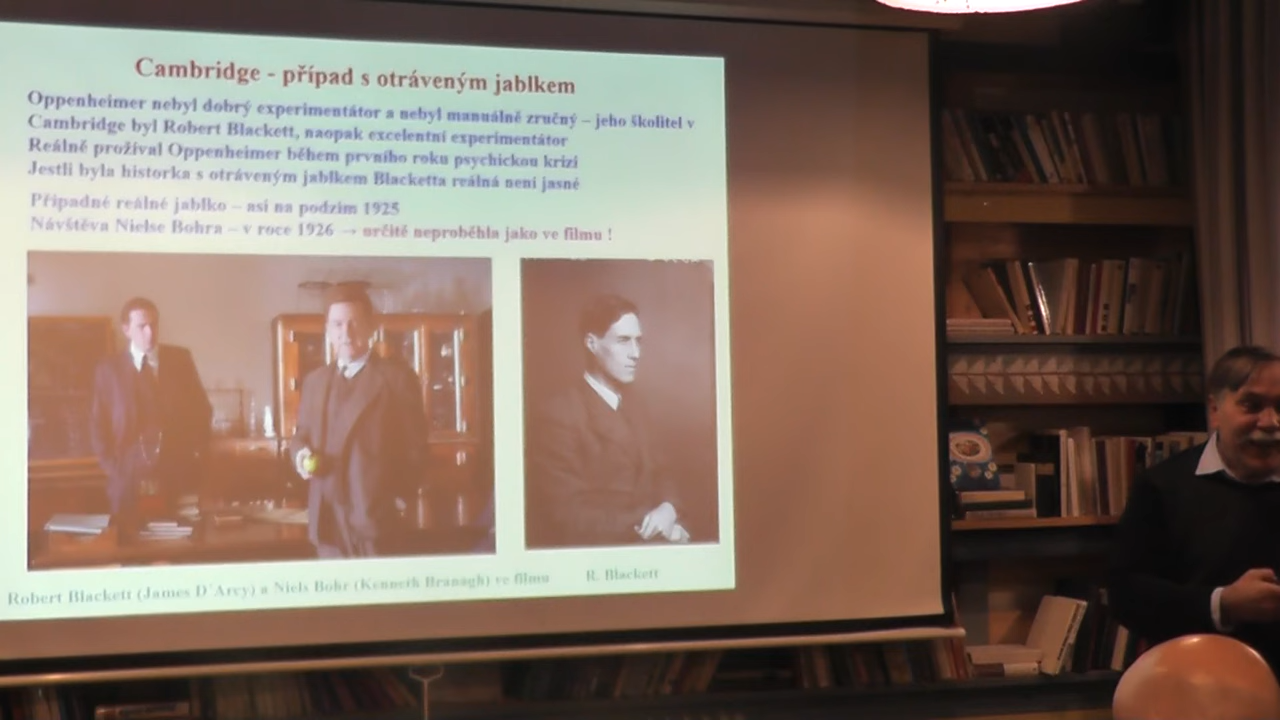 Cambridge - případ s otráveným jablkem
Oppenheimer nebyl dobrý experimentátor a nebyl manuálně zručný – jeho školitel v
Cambridge byl Robert Blackett, naopak excelentní experimentátor
Reálně prožíval Oppenheimer během prvního roku psychickou krizi
Jestli byla historka s otráveným jablkem Blacketta reálná není jasné
Případné reálné jablko – asi na podzim 1925
Návštěva Nielse Bohra – v roce 1926 → určitě neproběhla jako ve filmu !
Robert Blackett (James D´Arcy) a Niels Bohr (Kenneth Branagh) ve filmu
R. Blackett